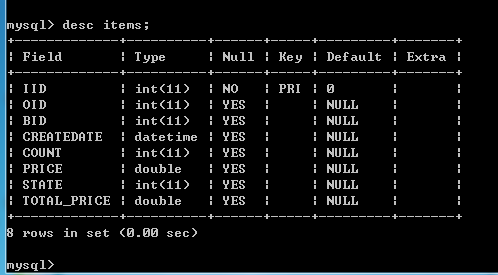 mysql> desc items;
+-------------+----------+------+-----+---------+-------+
| Field       | Type     | Null | Key | Default | Extra |
+-------------+----------+------+-----+---------+-------+
| IID         | int(11)  | NO   | PRI | 0       |       |
| OID         | int(11)  | YES  |     | NULL    |       |
| BID         | int(11)  | YES  |     | NULL    |       |
| CREATEDATE  | datetime | YES  |     | NULL    |       |
| COUNT       | int(11)  | YES  |     | NULL    |       |
| PRICE       | double   | YES  |     | NULL    |       |
| STATE       | int(11)  | YES  |     | NULL    |       |
| TOTAL_PRICE | double   | YES  |     | NULL    |       |
+-------------+----------+------+-----+---------+-------+
8 rows in set (0.00 sec)
mysql>